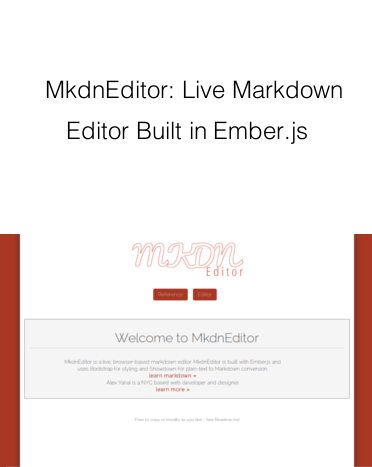 MkdnEditor: Live Markdown
Editor Built in Ember.js
MKDN
Editor
Reference
Editor
Welcome to MkdnEditor
MkdnEditor is a live, browser-based markdown editor. MkdnEditor is built with Emberjs and
uses Bootstrap for styling and Showdown for plain text to Markdown conversion.
learn markdown »
Alex Yanai is a NYC based web developer and designer.
learn more »
Free to copy or modify as you like - See Readme.md